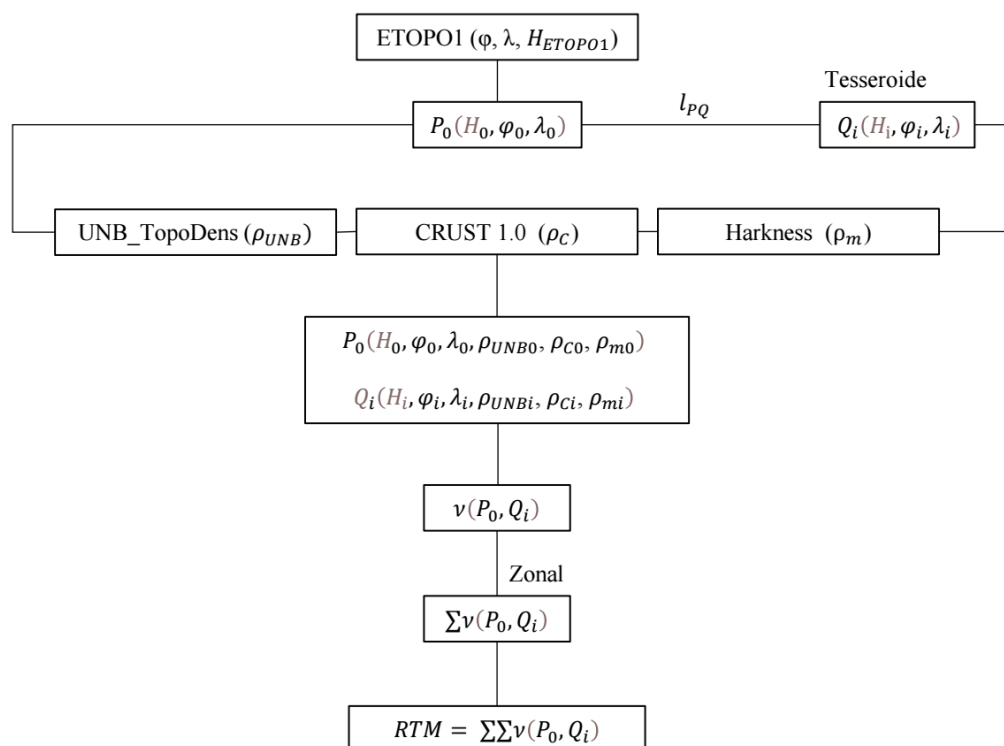 ETOPO1 (φ, λ, H_{ETOPO1})
Tesseroide
P_0(H_0, φ_0, λ_0)
l_{PQ}
Q_i(H_i, φ_i, λ_i)
UNB_TopoDens (ρ_{UNB})
CRUST 1.0 (ρ_C)
Harkness (ρ_m)
P_0(H_0, φ_0, λ_0, ρ_{UNB0}, ρ_{C0}, ρ_{m0})
Q_i(H_i, φ_i, λ_i, ρ_{UNBi}, ρ_{Ci}, ρ_{mi})
ν(P_0, Q_i)
Zonal
∑ν(P_0, Q_i)
RTM = ∑∑ν(P_0, Q_i)